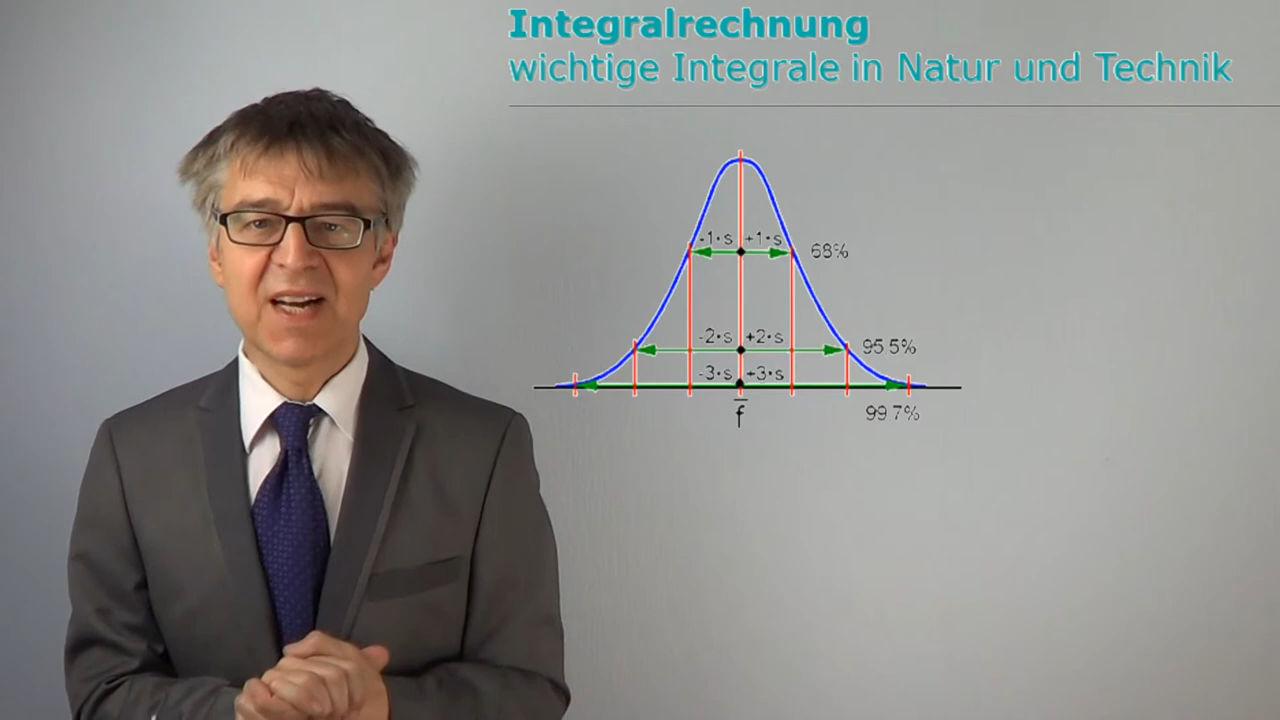 Integralrechnung
wichtige Integrale in Natur und Technik
-1·s +1·s 68%
-2·s +2·s 95.5%
-3·s +3·s
f̅ 99.7%